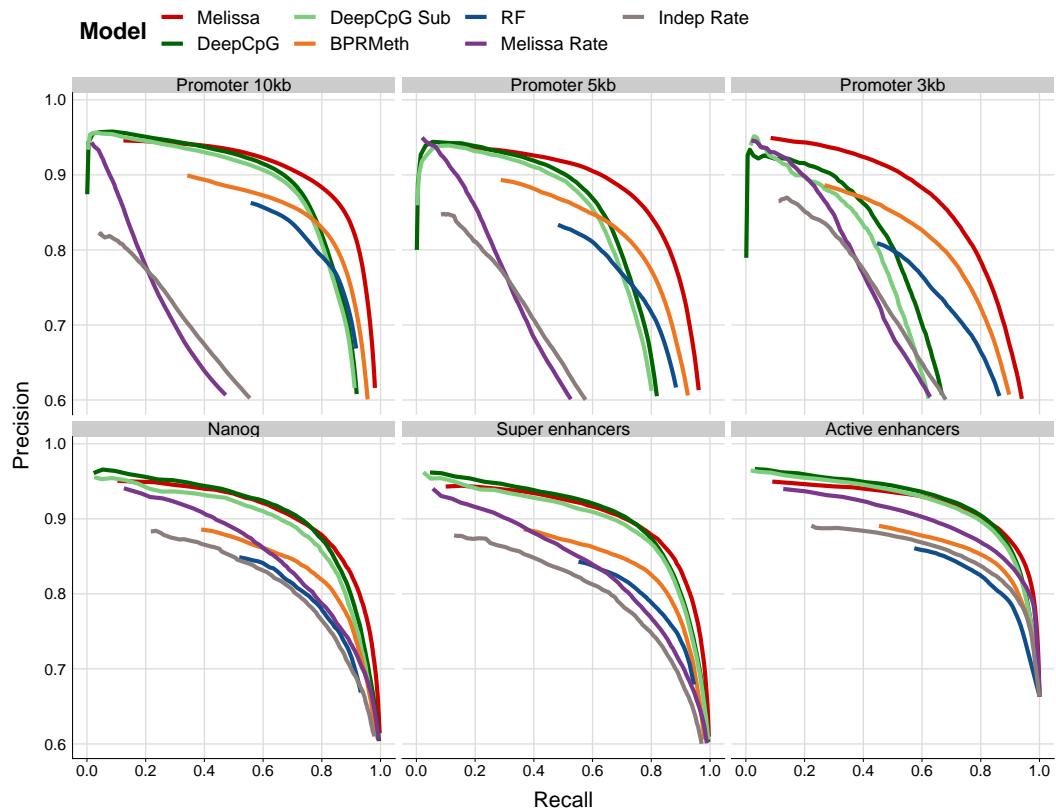 Model
Melissa
DeepCpG Sub
RF
Indep Rate
DeepCpG
BPRMeth
Melissa Rate
Promoter 10kb
Promoter 5kb
Promoter 3kb
1.0
0.9
0.8
0.7
0.6
Nanog
Super enhancers
Active enhancers
1.0
0.9
0.8
0.7
0.6
0.0 0.2 0.4 0.6 0.8 1.0
0.0 0.2 0.4 0.6 0.8 1.0
0.0 0.2 0.4 0.6 0.8 1.0
Precision
Recall